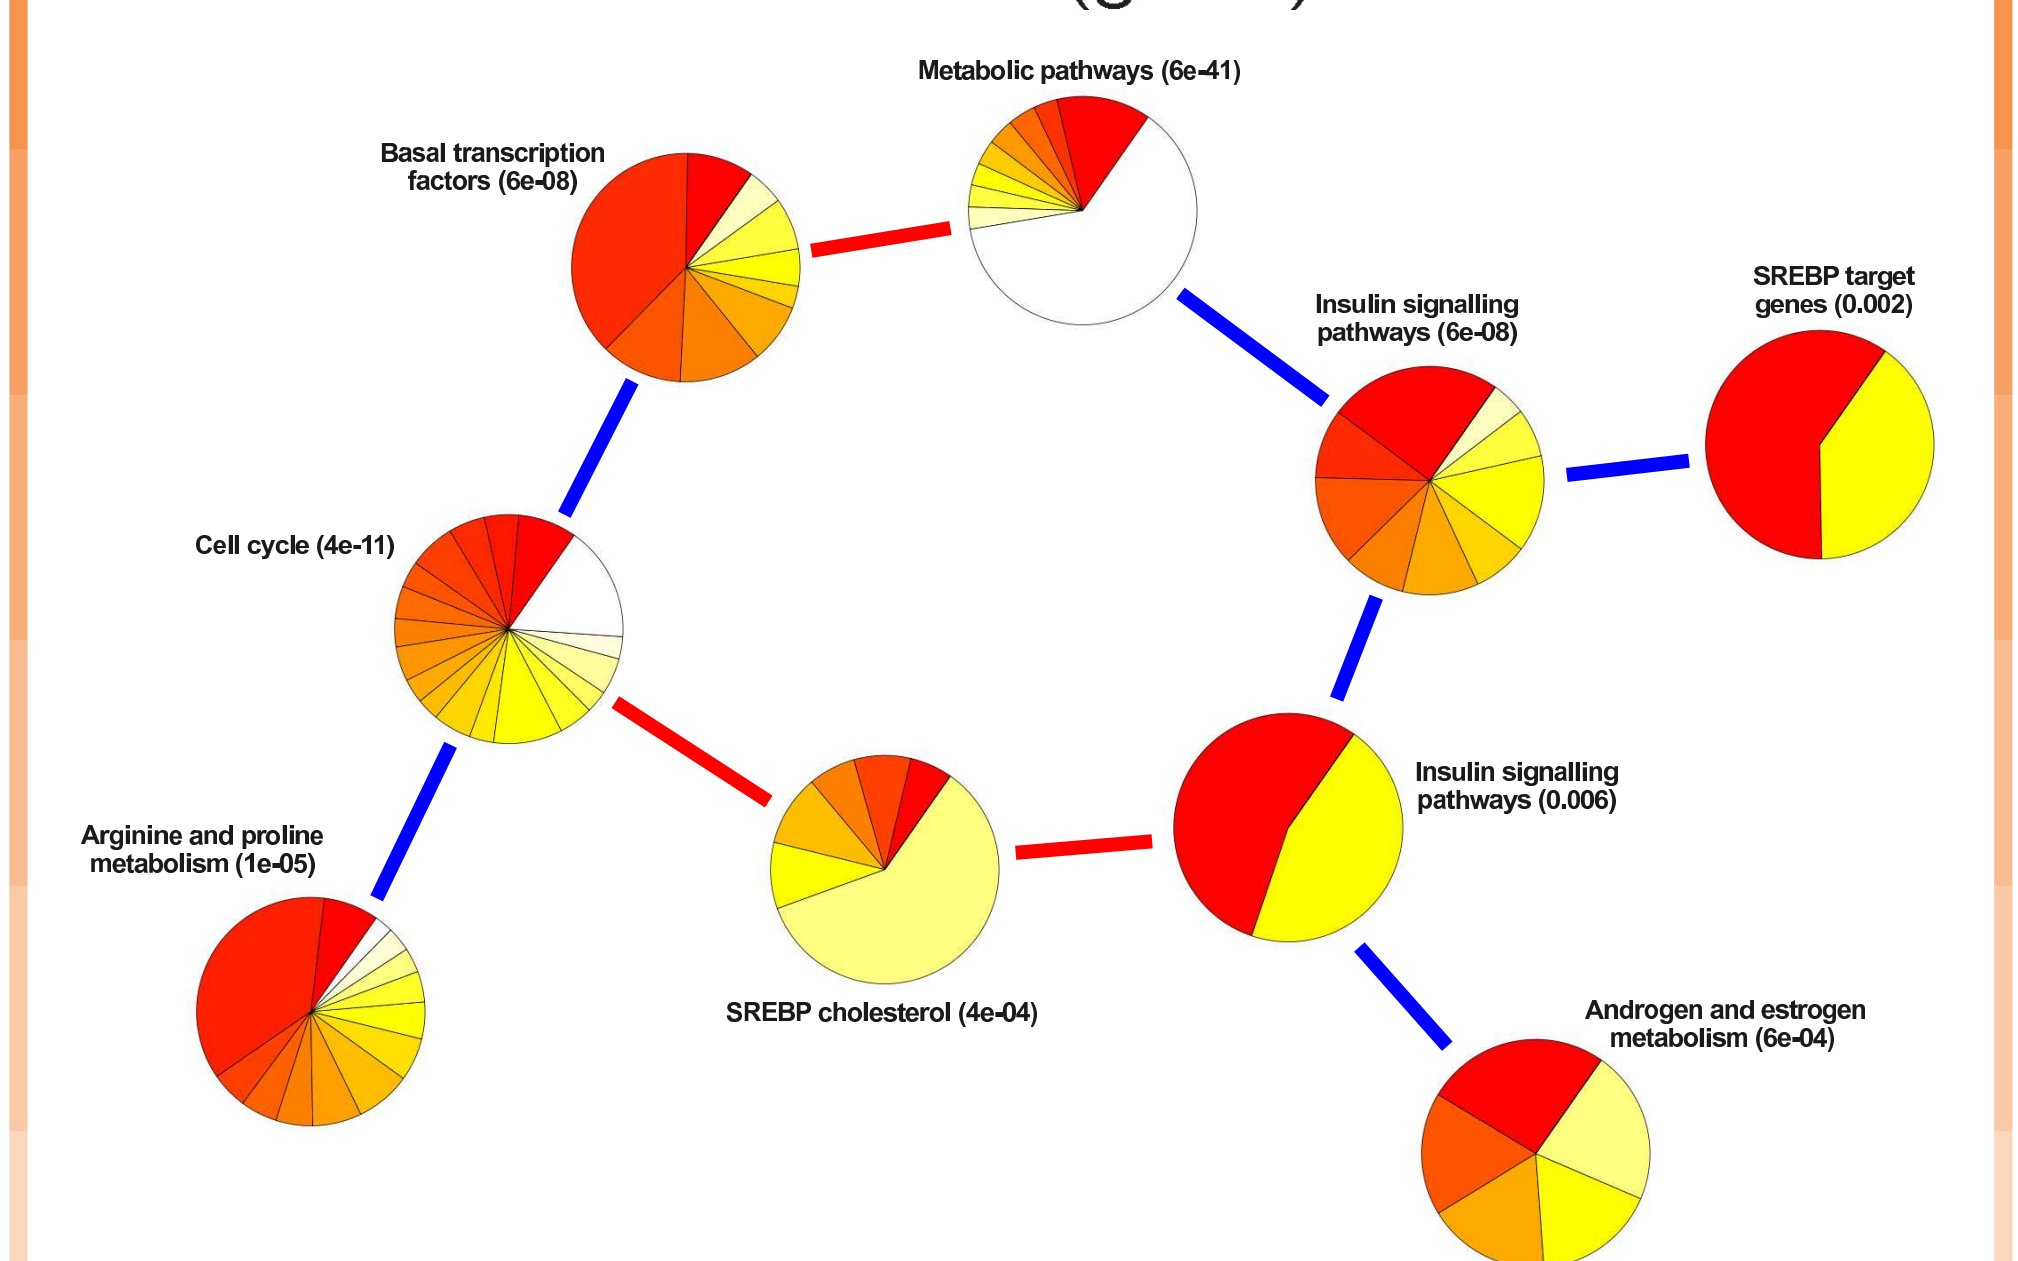 Metabolic pathways (6e-41)
Basal transcription
factors (6e-08)
SREBP target
genes (0.002)
Insulin signalling
pathways (6e-08)
Cell cycle (4e-11)
Insulin signalling
pathways (0.006)
Arginine and proline
metabolism (1e-05)
SREBP cholesterol (4e-04)
Androgen and estrogen
metabolism (6e-04)